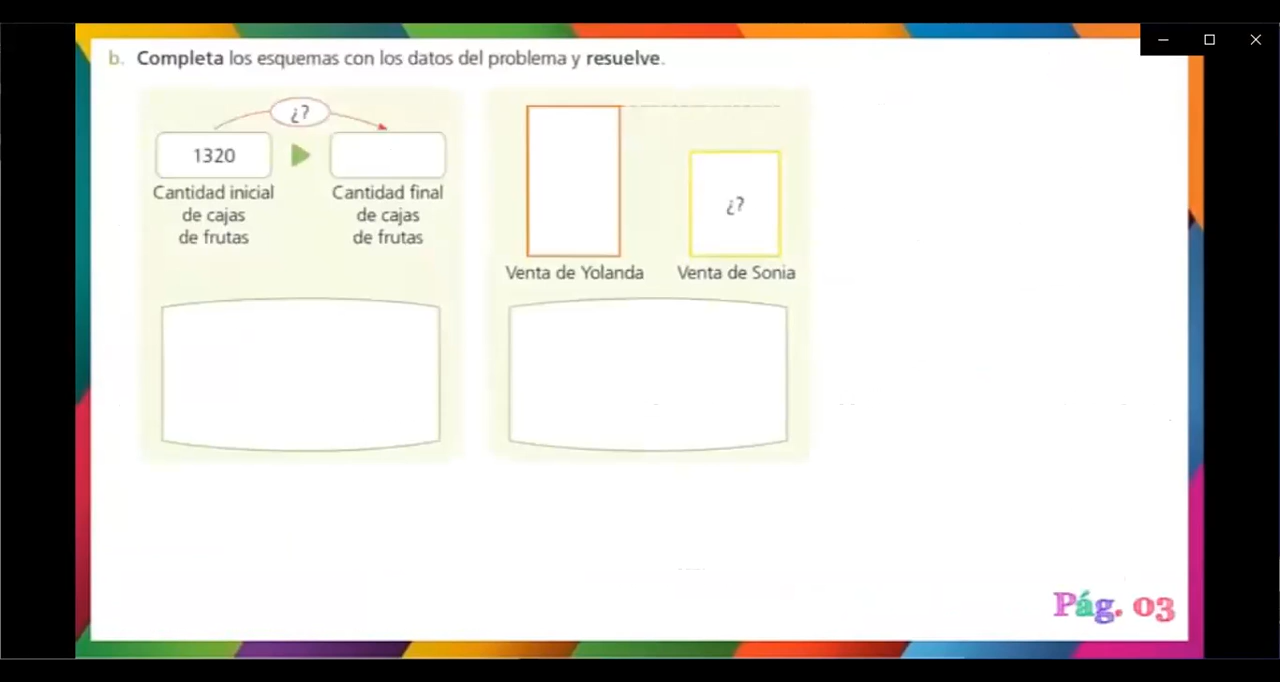 b. Completa los esquemas con los datos del problema y resuelve.
¿?
1320
Cantidad inicial
de cajas
de frutas
Cantidad final
de cajas
de frutas
¿?
Venta de Yolanda
Venta de Sonia
Pág. 03